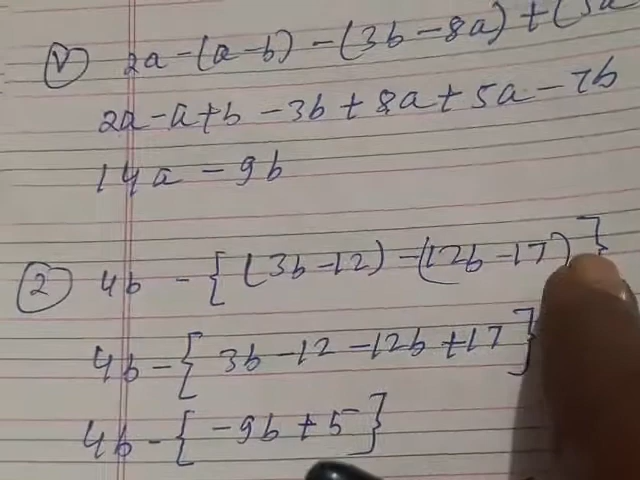 (v) 2a - (a - b) - (3b - 8a) + (5a
2a - a + b - 3b + 8a + 5a - 7b
14a - 9b
(2) 4b - { (3b - 12) - (12b - 17) }
4b - { 3b - 12 - 12b + 17 }
4b - { - 9b + 5 }